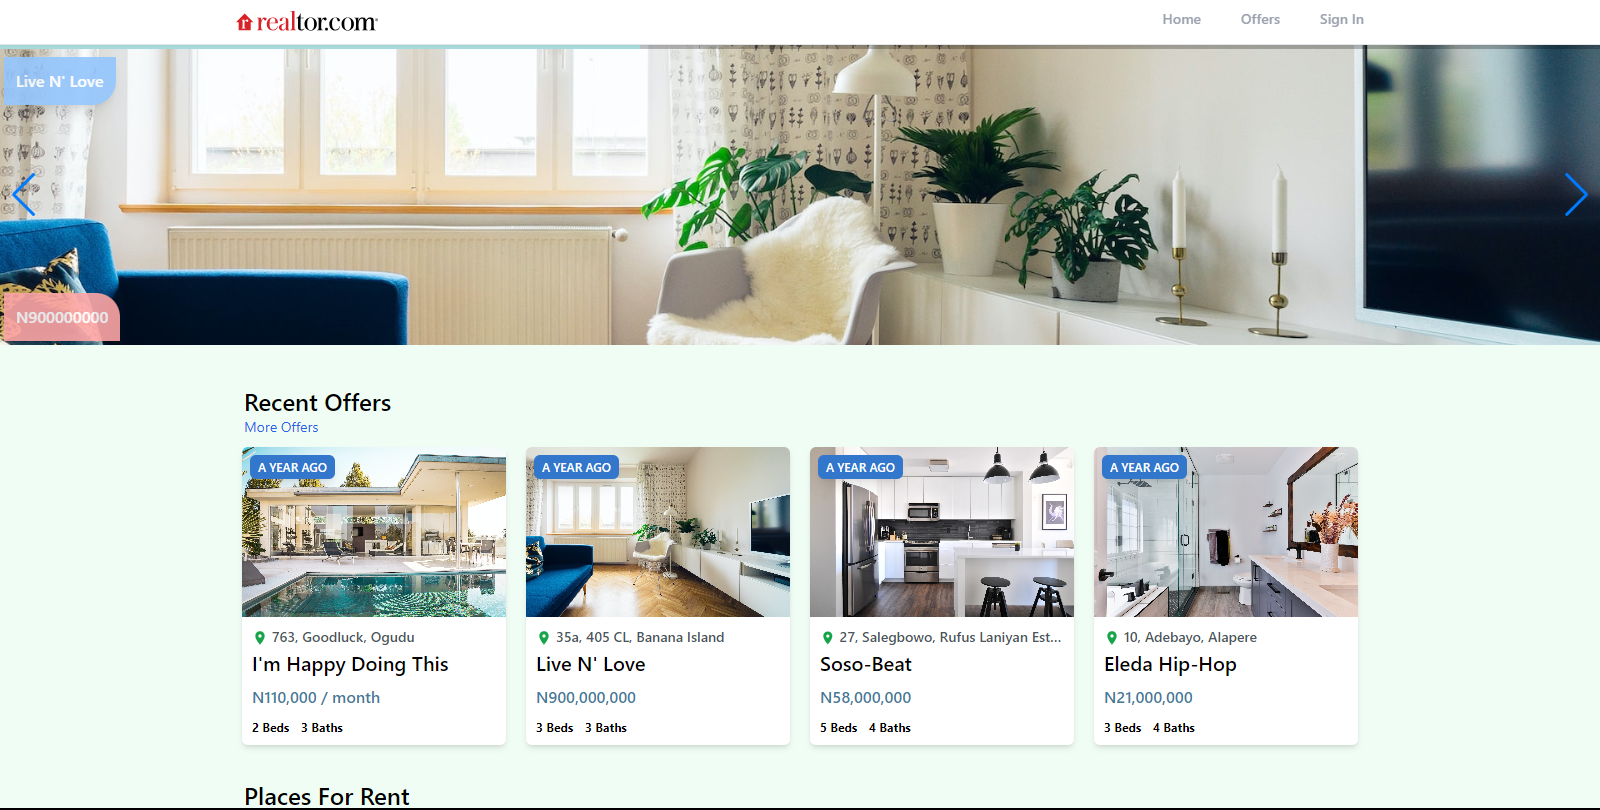 realtor.com
Home Offers Sign In
Live N' Love
N900000000
Recent Offers
More Offers
A YEAR AGO
763, Goodluck, Ogudu
I'm Happy Doing This
N110,000 / month
2 Beds 3 Baths
A YEAR AGO
35a, 405 CL, Banana Island
Live N' Love
N900,000,000
3 Beds 3 Baths
A YEAR AGO
27, Salegbowo, Rufus Laniyan Est...
Soso-Beat
N58,000,000
5 Beds 4 Baths
A YEAR AGO
10, Adebayo, Alapere
Eleda Hip-Hop
N21,000,000
3 Beds 4 Baths
Places For Rent